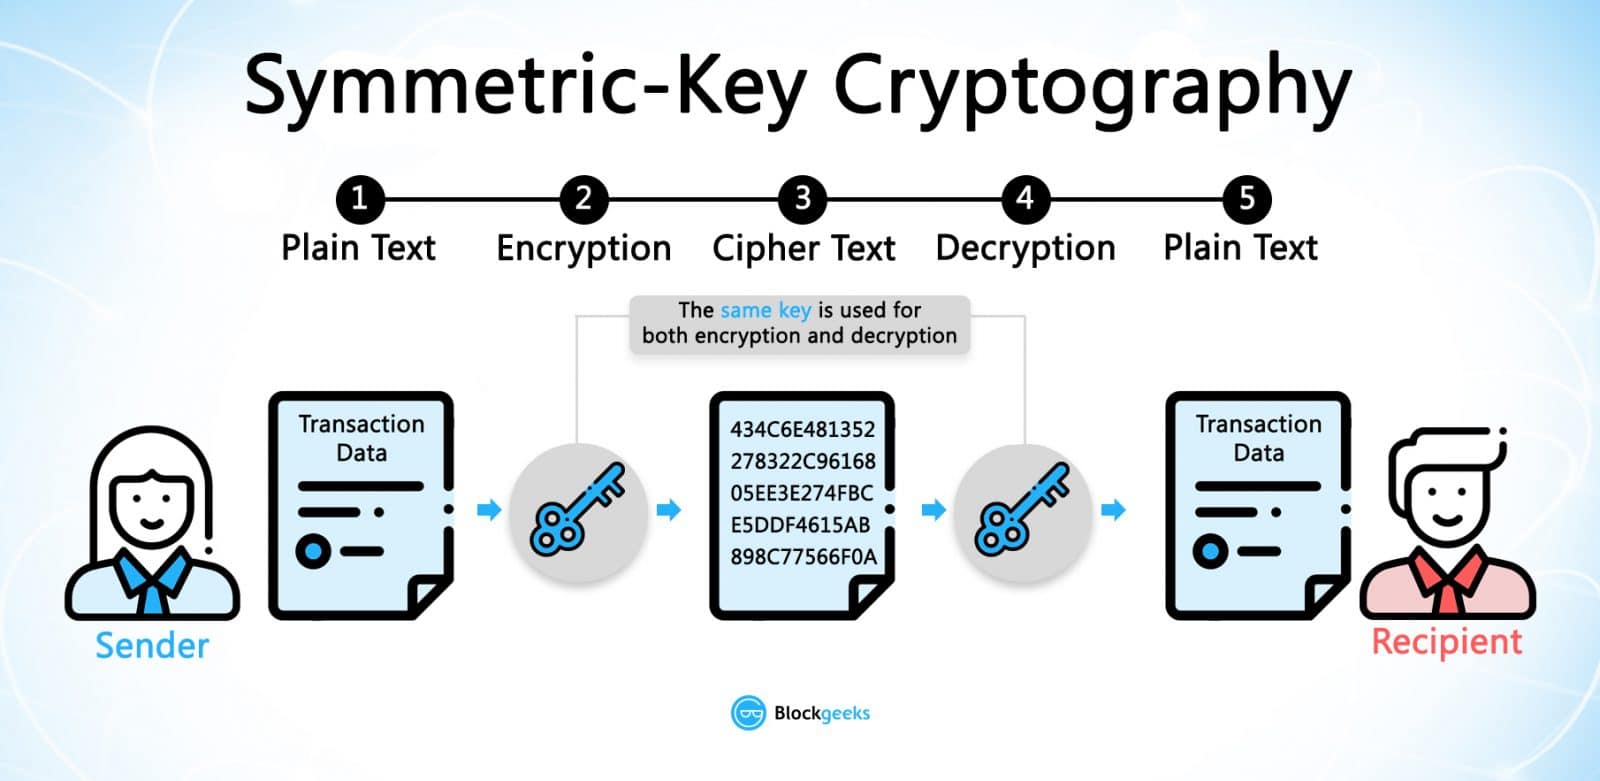 Symmetric-Key Cryptography
1 2 3 4 5
Plain Text Encryption Cipher Text Decryption Plain Text
The same key is used for
both encryption and decryption
Transaction
Data
434C6E481352
278322C96168
05EE3E274FBC
E5DDF4615AB
898C77566F0A
Transaction
Data
Sender
Recipient
Blockgeeks